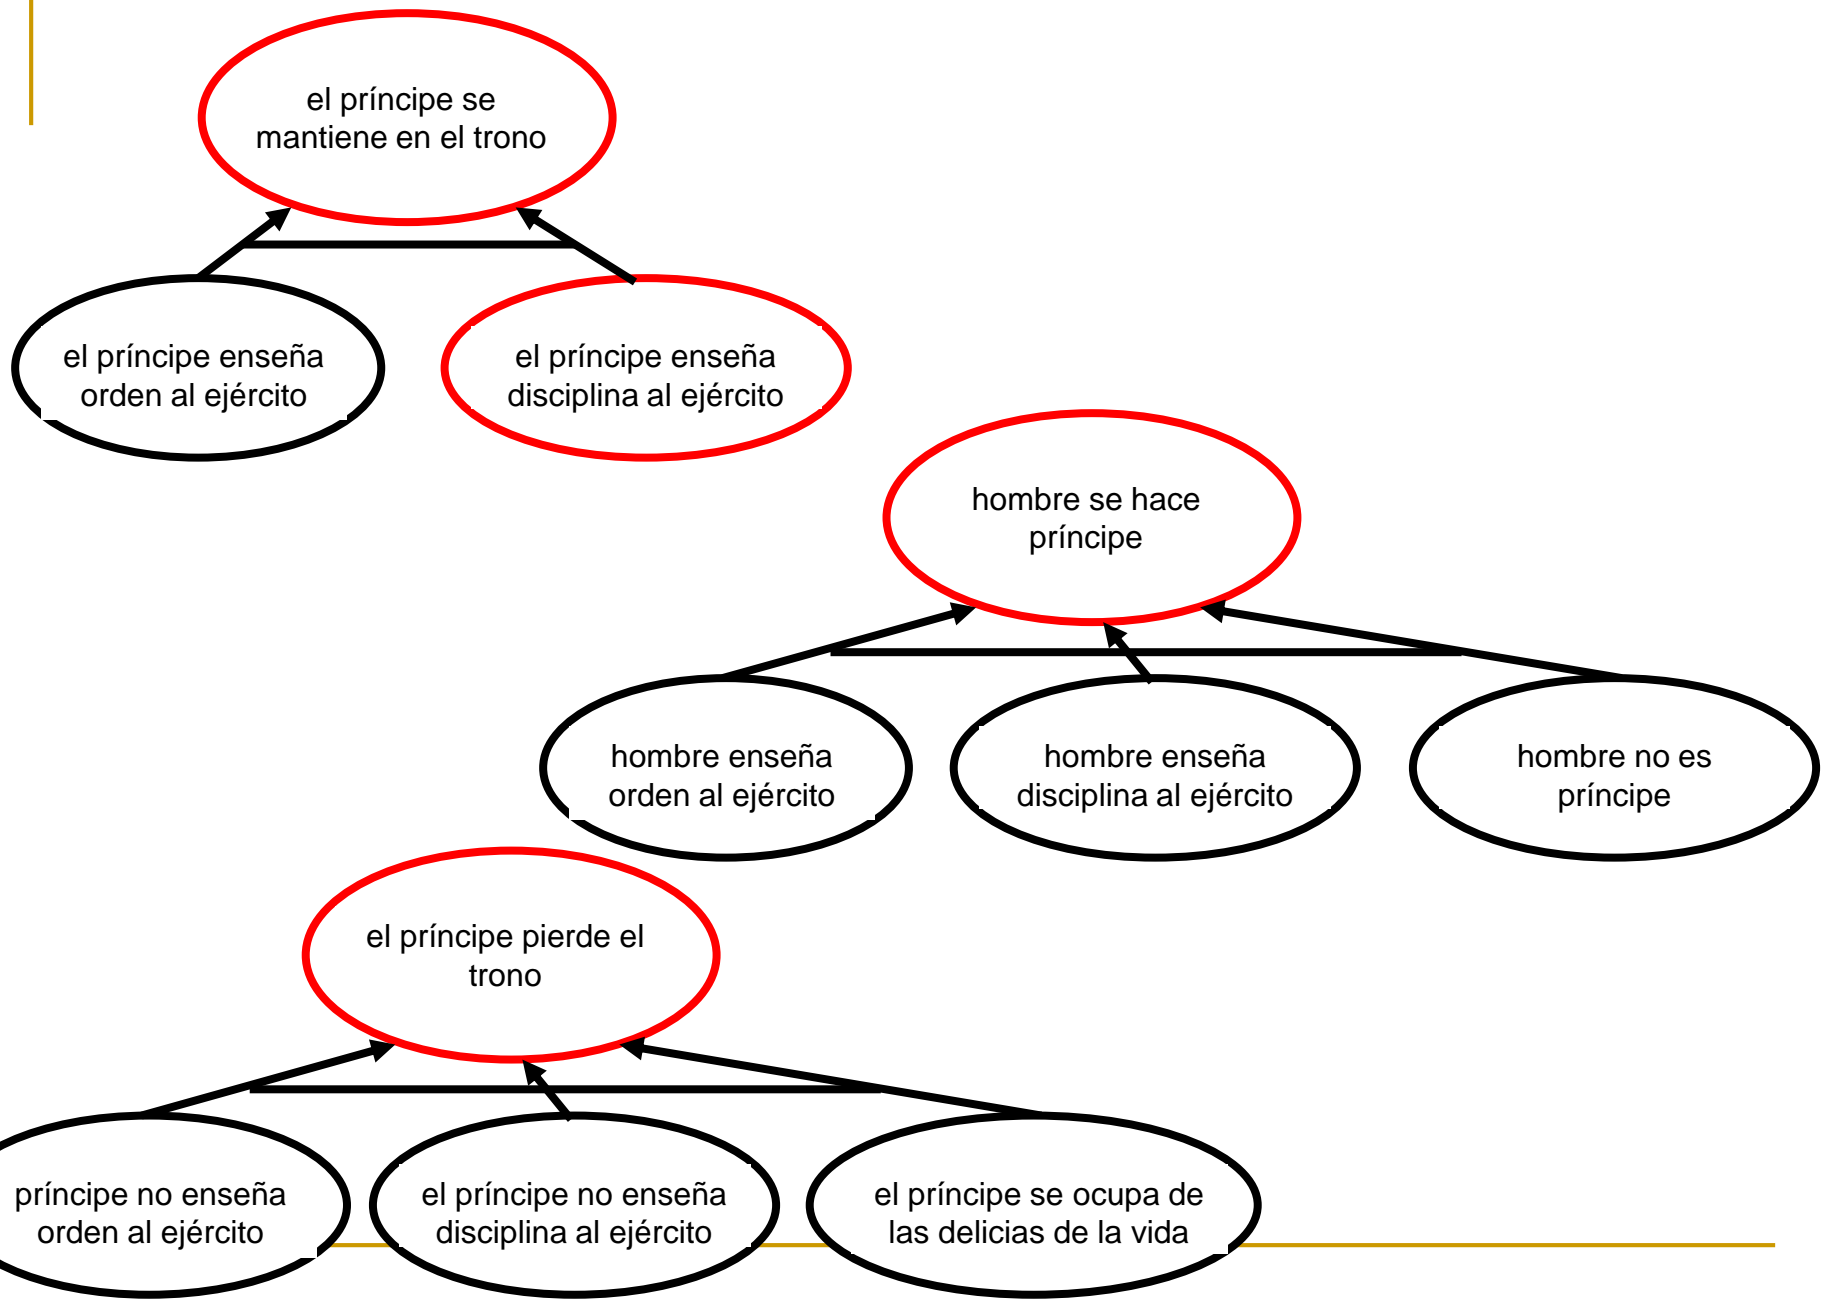 el príncipe se
mantiene en el trono
el príncipe enseña
orden al ejército
el príncipe enseña
disciplina al ejército
hombre se hace
príncipe
hombre enseña
orden al ejército
hombre enseña
disciplina al ejército
hombre no es
príncipe
el príncipe pierde el
trono
príncipe no enseña
orden al ejército
el príncipe no enseña
disciplina al ejército
el príncipe se ocupa de
las delicias de la vida